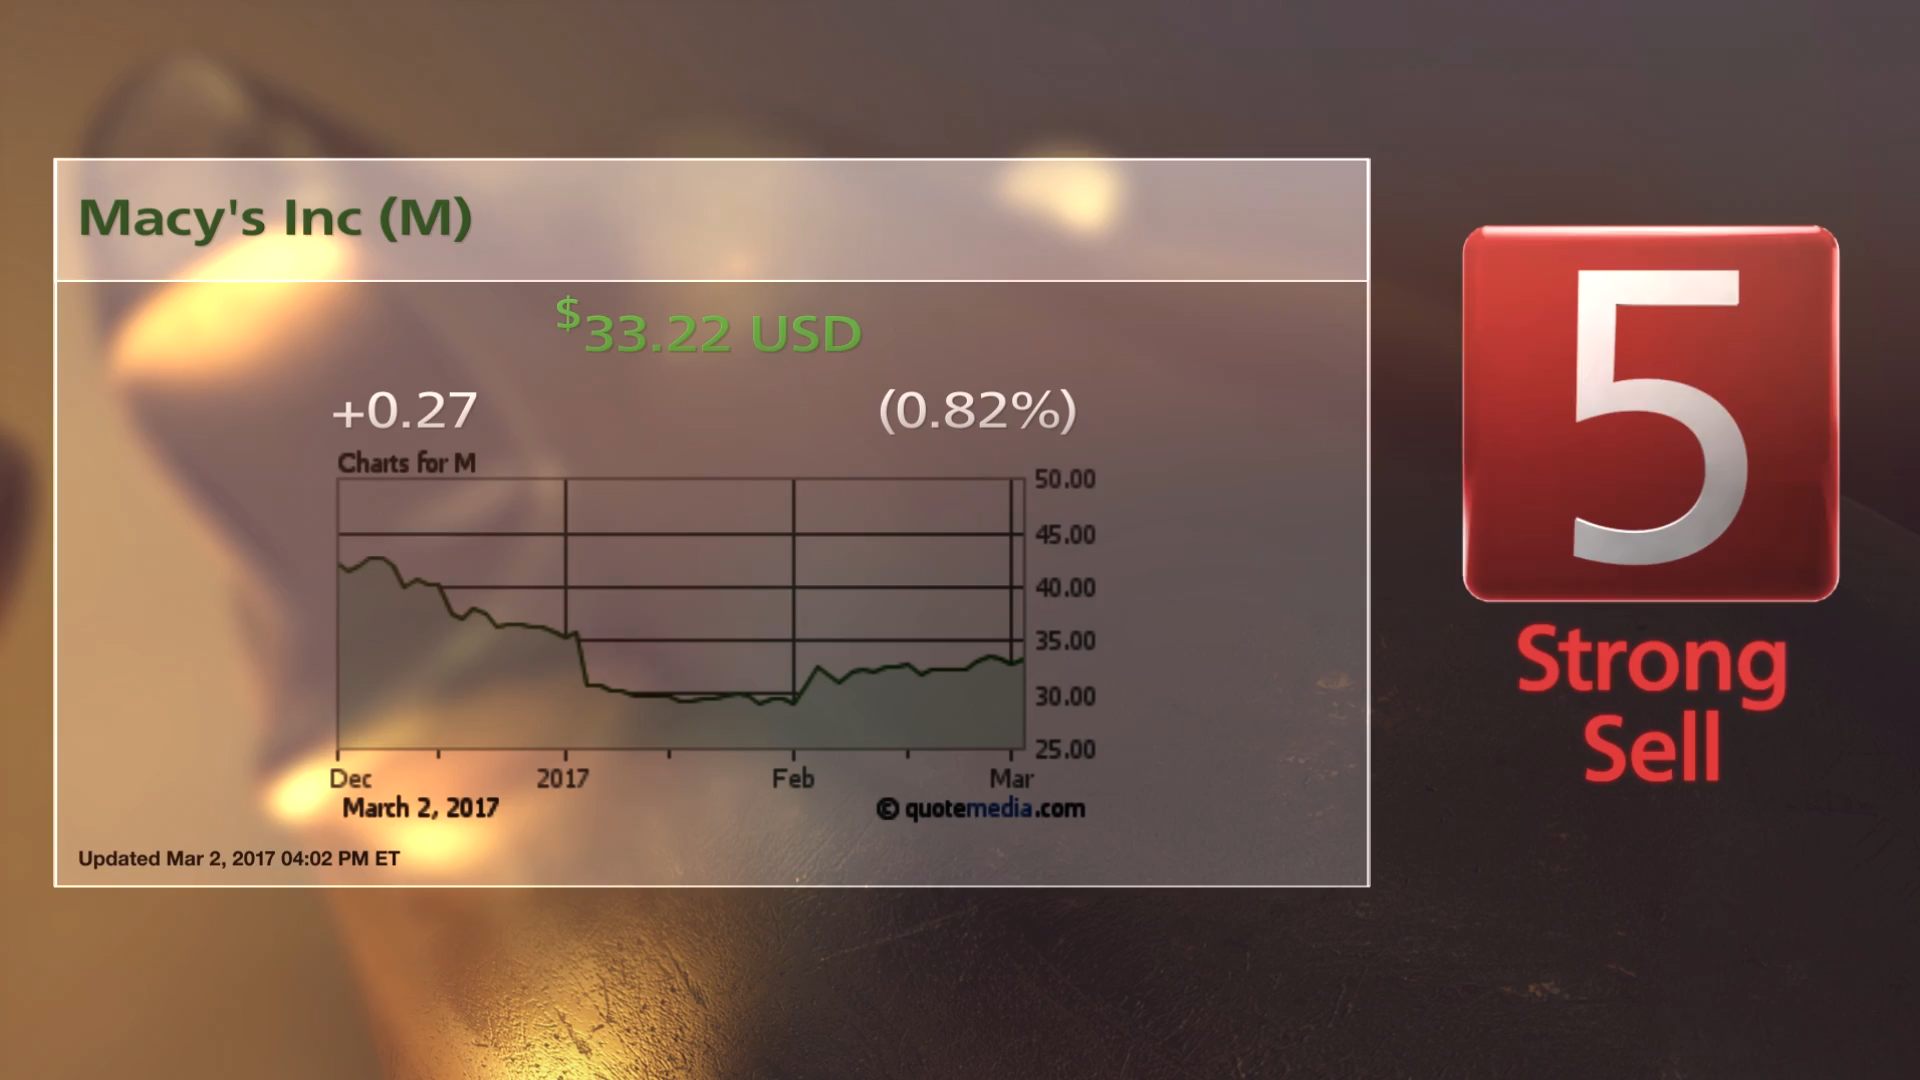 Macy's Inc (M)
$33.22 USD
+0.27 (0.82%)
Charts for M
50.00
45.00
40.00
35.00
30.00
25.00
Dec 2017 Feb Mar
March 2, 2017 © quotemedia.com
Updated Mar 2, 2017 04:02 PM ET
5
Strong
Sell